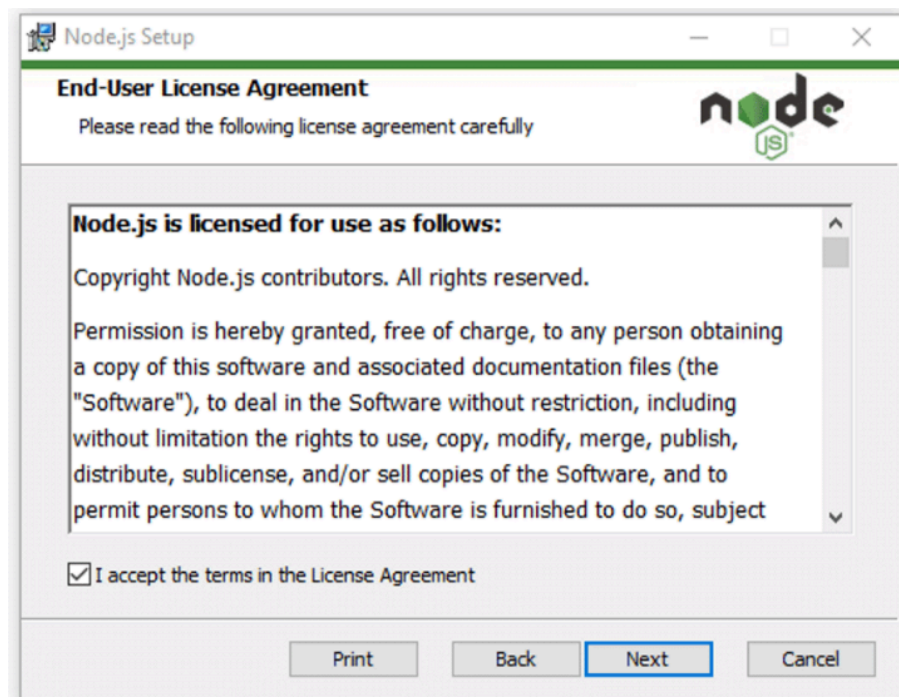 Node.js Setup
End-User License Agreement
Please read the following license agreement carefully
node
JS
Node.js is licensed for use as follows:
Copyright Node.js contributors. All rights reserved.
Permission is hereby granted, free of charge, to any person obtaining
a copy of this software and associated documentation files (the
"Software"), to deal in the Software without restriction, including
without limitation the rights to use, copy, modify, merge, publish,
distribute, sublicense, and/or sell copies of the Software, and to
permit persons to whom the Software is furnished to do so, subject
I accept the terms in the License Agreement
Print Back Next Cancel